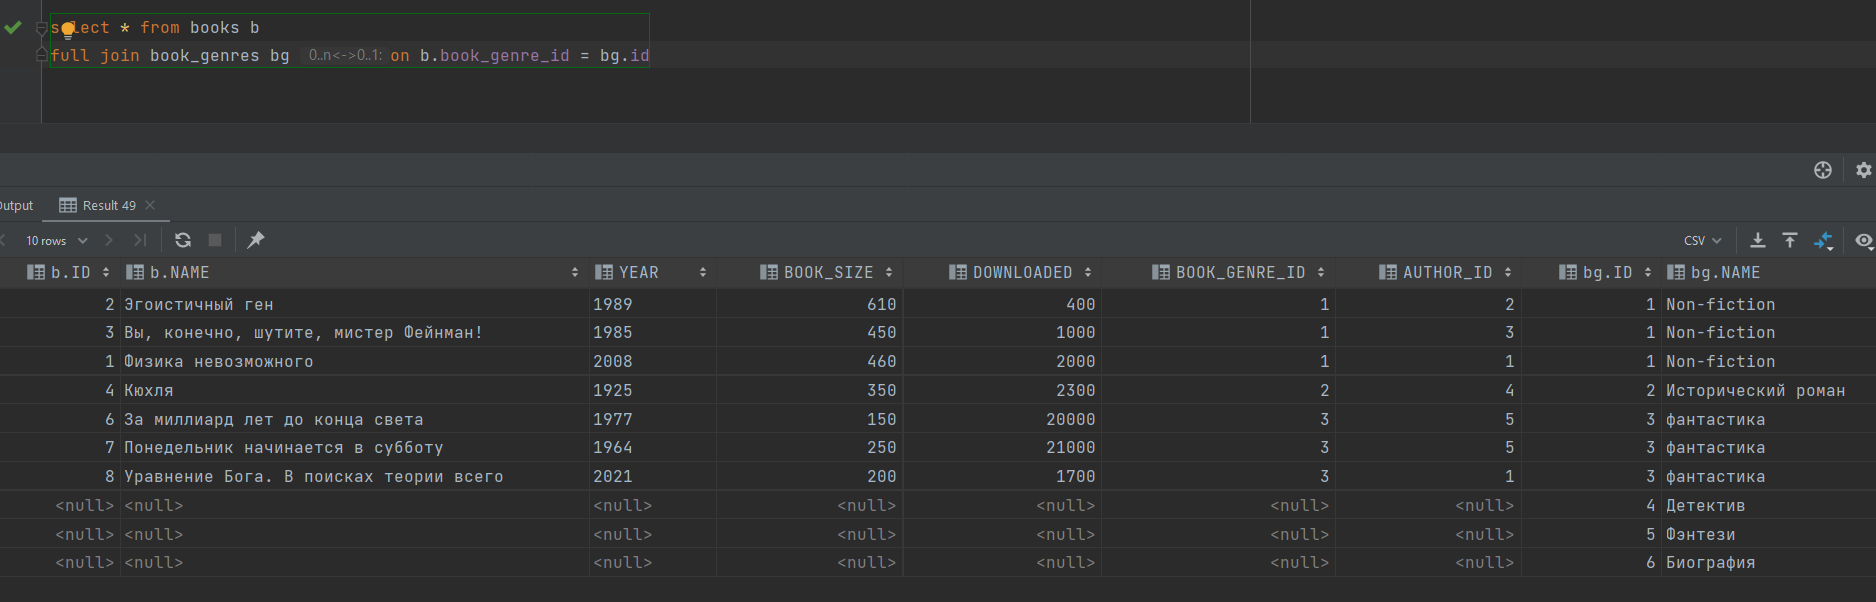 select * from books b
full join book_genres bg 0..n<->0..1: on b.book_genre_id = bg.id
Output Result 49
10 rows CSV
b.ID b.NAME YEAR BOOK_SIZE DOWNLOADED BOOK_GENRE_ID AUTHOR_ID bg.ID bg.NAME
2 Эгоистичный ген 1989 610 400 1 2 1 Non-fiction
3 Вы, конечно, шутите, мистер Фейнман! 1985 450 1000 1 3 1 Non-fiction
1 Физика невозможного 2008 460 2000 1 1 1 Non-fiction
4 Кюхля 1925 350 2300 2 4 2 Исторический роман
6 За миллиард лет до конца света 1977 150 20000 3 5 3 фантастика
7 Понедельник начинается в субботу 1964 250 21000 3 5 3 фантастика
8 Уравнение Бога. В поисках теории всего 2021 200 1700 3 1 3 фантастика
<null> <null> <null> <null> <null> <null> <null> 4 Детектив
<null> <null> <null> <null> <null> <null> <null> 5 Фэнтези
<null> <null> <null> <null> <null> <null> <null> 6 Биография